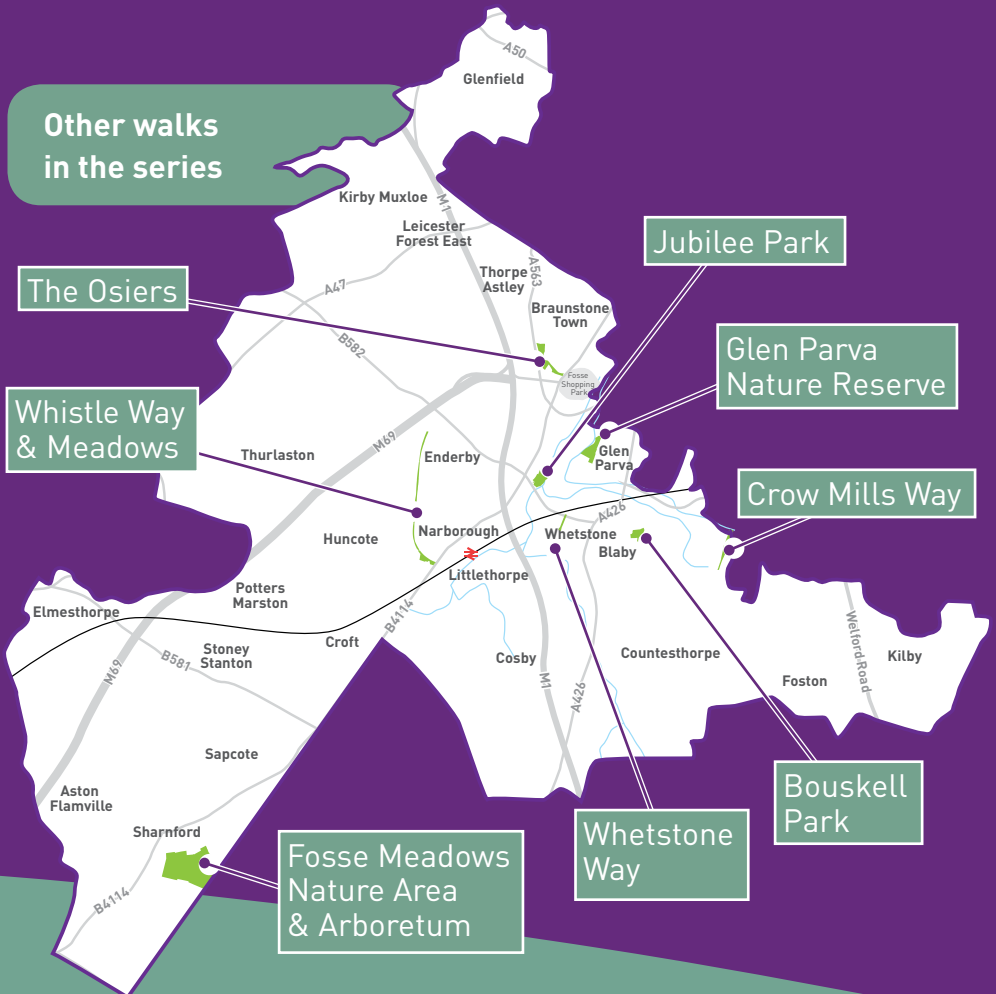 A50
Glenfield
Other walks
in the series
Kirby Muxloe
M1
Leicester
Forest East
Jubilee Park
A563
Thorpe
Astley
The Osiers
A47
Braunstone
Town
B582
Glen Parva
Nature Reserve
Fosse
Shopping
Park
Whistle Way
& Meadows
M69
Thurlaston
Enderby
Glen
Parva
Crow Mills Way
A426
Huncote
Narborough
Whetstone
Blaby
Littlethorpe
Potters
Marston
Elmesthorpe
B4114
Croft
Stoney
Stanton
B581
M69
Cosby
M1
A426
Countesthorpe
Welford Road
Kilby
Foston
Sapcote
Aston
Flamville
Bouskell
Park
Sharnford
Whetstone
Way
Fosse Meadows
Nature Area
& Arboretum
B4114